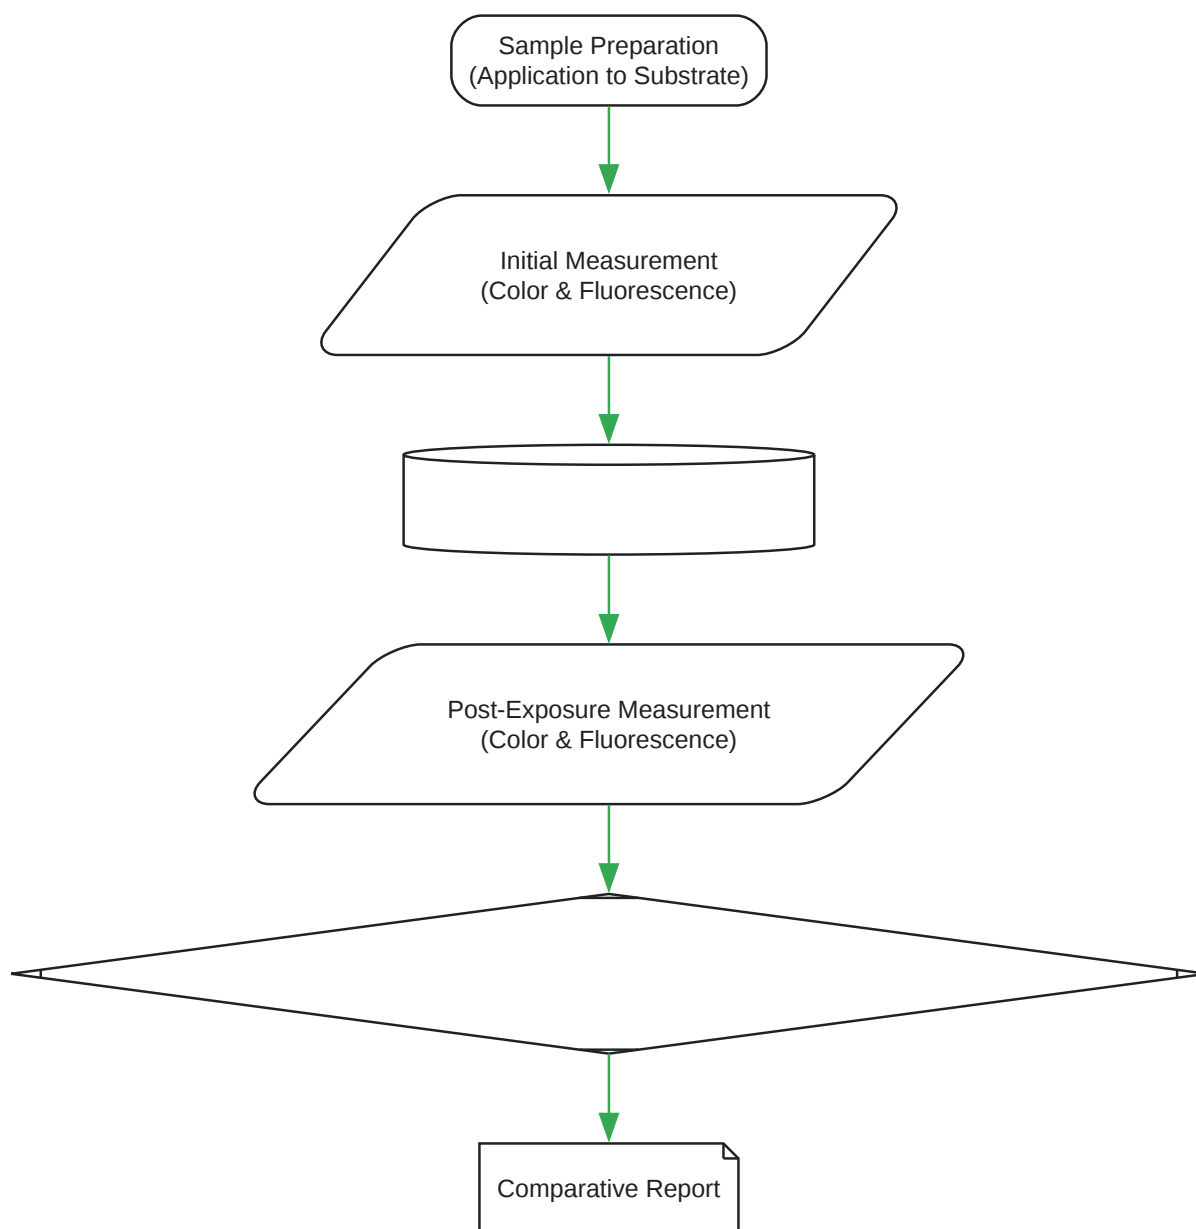 Sample Preparation
(Application to Substrate)
Initial Measurement
(Color & Fluorescence)
Post-Exposure Measurement
(Color & Fluorescence)
Comparative Report